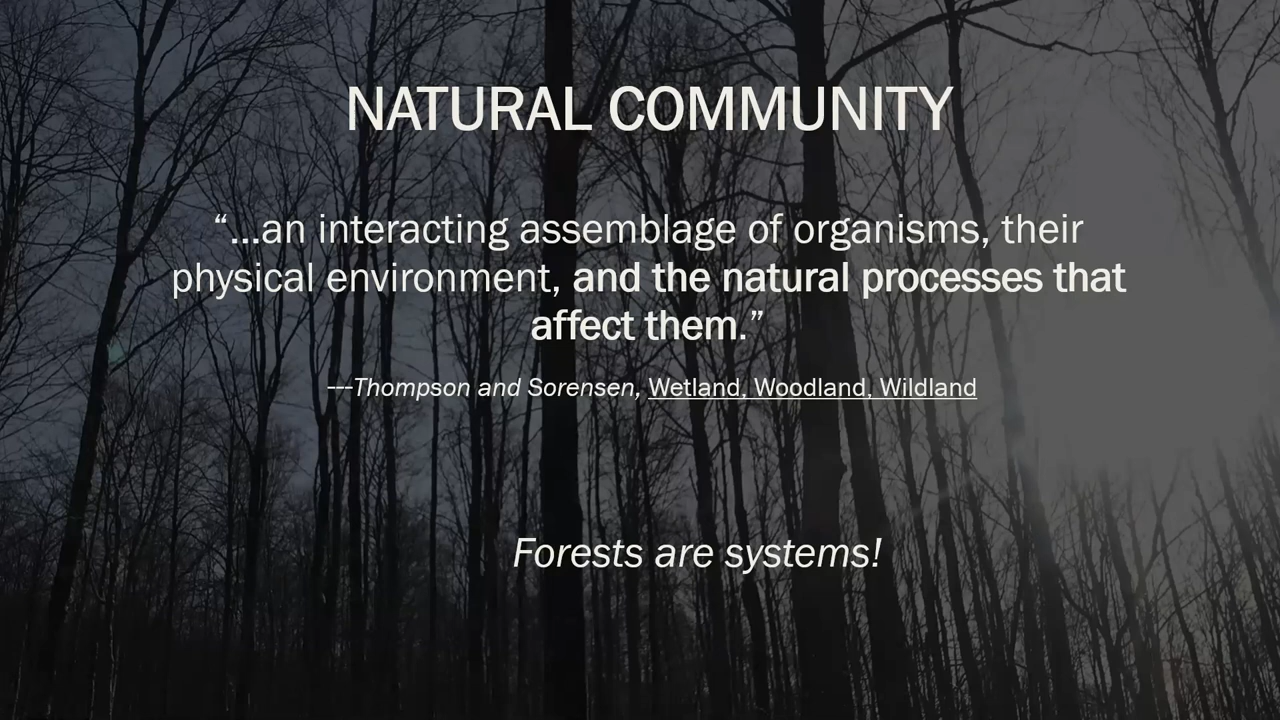 NATURAL COMMUNITY
“...an interacting assemblage of organisms, their
physical environment, and the natural processes that
affect them.”
---Thompson and Sorensen, Wetland, Woodland, Wildland
Forests are systems!